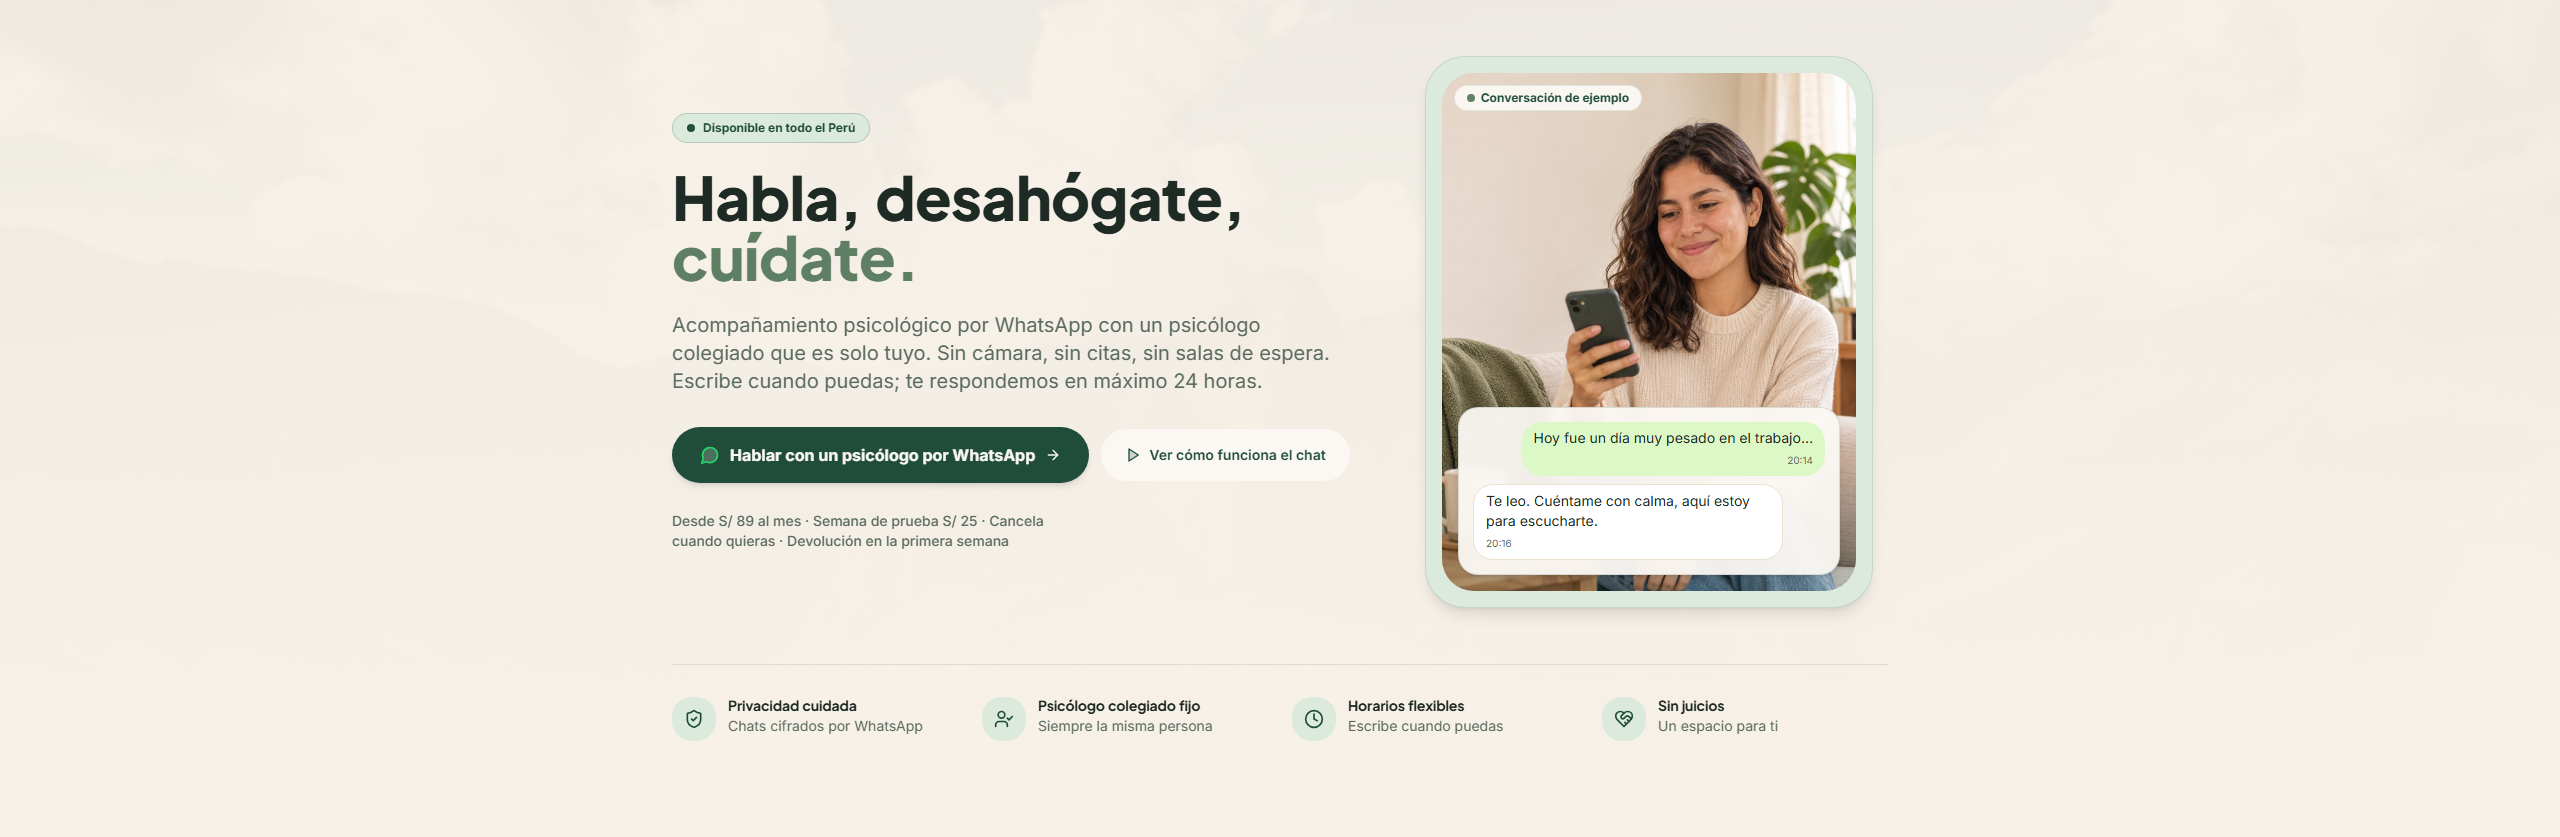 Disponible en todo el Perú
Habla, desahógate,
cuídate.
Acompañamiento psicológico por WhatsApp con un psicólogo
colegiado que es solo tuyo. Sin cámara, sin citas, sin salas de espera.
Escribe cuando puedas; te respondemos en máximo 24 horas.
Hablar con un psicólogo por WhatsApp
Ver cómo funciona el chat
Desde S/ 89 al mes · Semana de prueba S/ 25 · Cancela
cuando quieras · Devolución en la primera semana
Conversación de ejemplo
Hoy fue un día muy pesado en el trabajo...
20:14
Te leo. Cuéntame con calma, aquí estoy
para escucharte.
20:16
Privacidad cuidada
Chats cifrados por WhatsApp
Psicólogo colegiado fijo
Siempre la misma persona
Horarios flexibles
Escribe cuando puedas
Sin juicios
Un espacio para ti